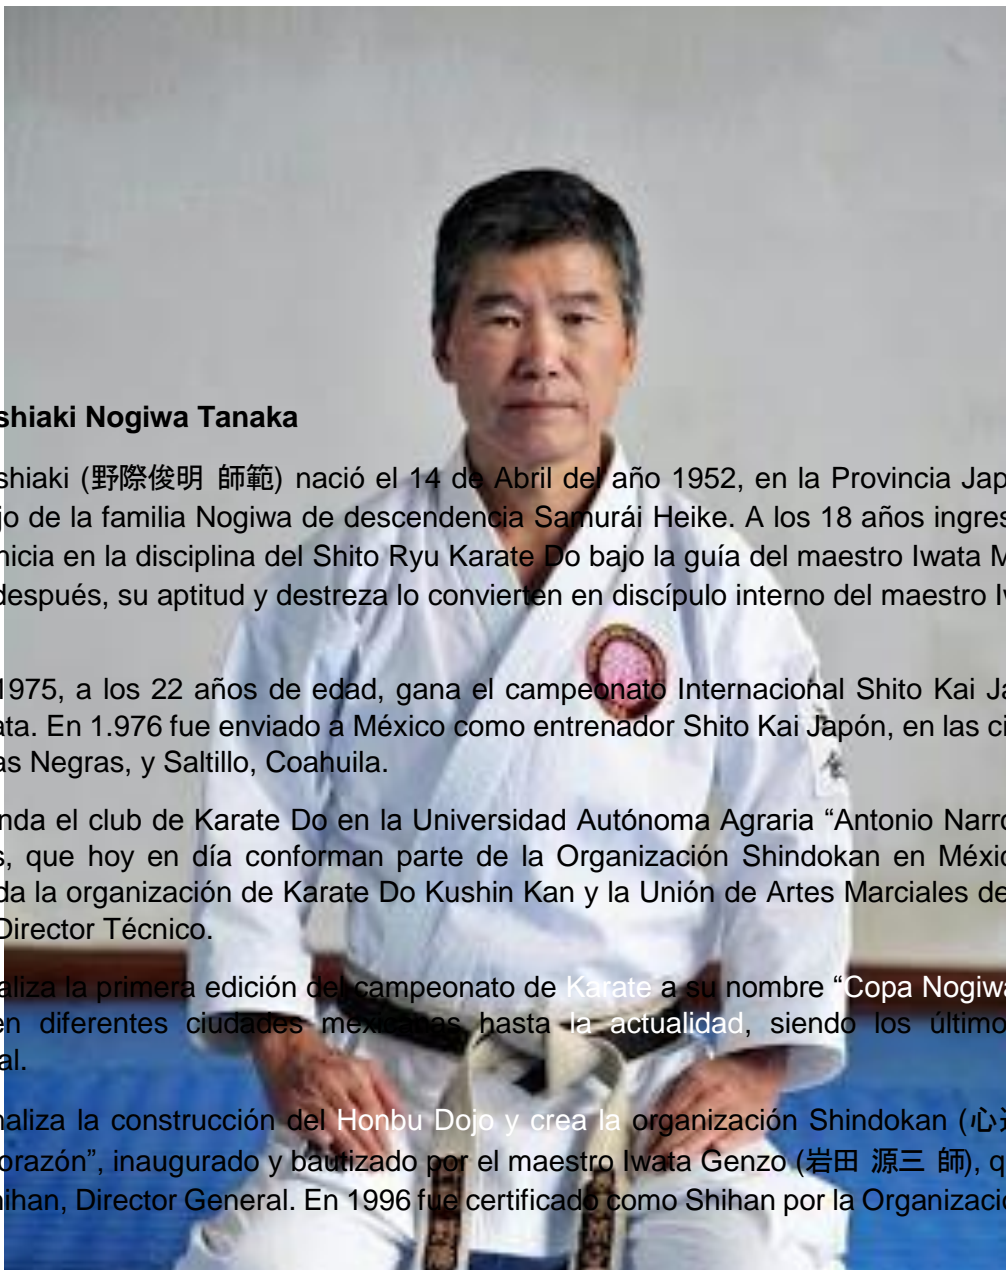 shiaki Nogiwa Tanaka
shiaki (野際俊明 師範) nació el 14 de Abril del año 1952, en la Provincia Jap
jo de la familia Nogiwa de descendencia Samurái Heike. A los 18 años ingres
nicia en la disciplina del Shito Ryu Karate Do bajo la guía del maestro Iwata M
después, su aptitud y destreza lo convierten en discípulo interno del maestro Iw
1975, a los 22 años de edad, gana el campeonato Internacional Shito Kai Ja
ata. En 1.976 fue enviado a México como entrenador Shito Kai Japón, en las ci
as Negras, y Saltillo, Coahuila.
nda el club de Karate Do en la Universidad Autónoma Agraria “Antonio Narro
s, que hoy en día conforman parte de la Organización Shindokan en Méxic
da la organización de Karate Do Kushin Kan y la Unión de Artes Marciales de
Director Técnico.
aliza la primera edición del campeonato de Karate a su nombre “Copa Nogiwa
en diferentes ciudades mexicanas hasta la actualidad, siendo los último
al.
naliza la construcción del Honbu Dojo y crea la organización Shindokan (心
orazón”, inaugurado y bautizado por el maestro Iwata Genzo (岩田 源三 師), q
hihan, Director General. En 1996 fue certificado como Shihan por la Organizaci